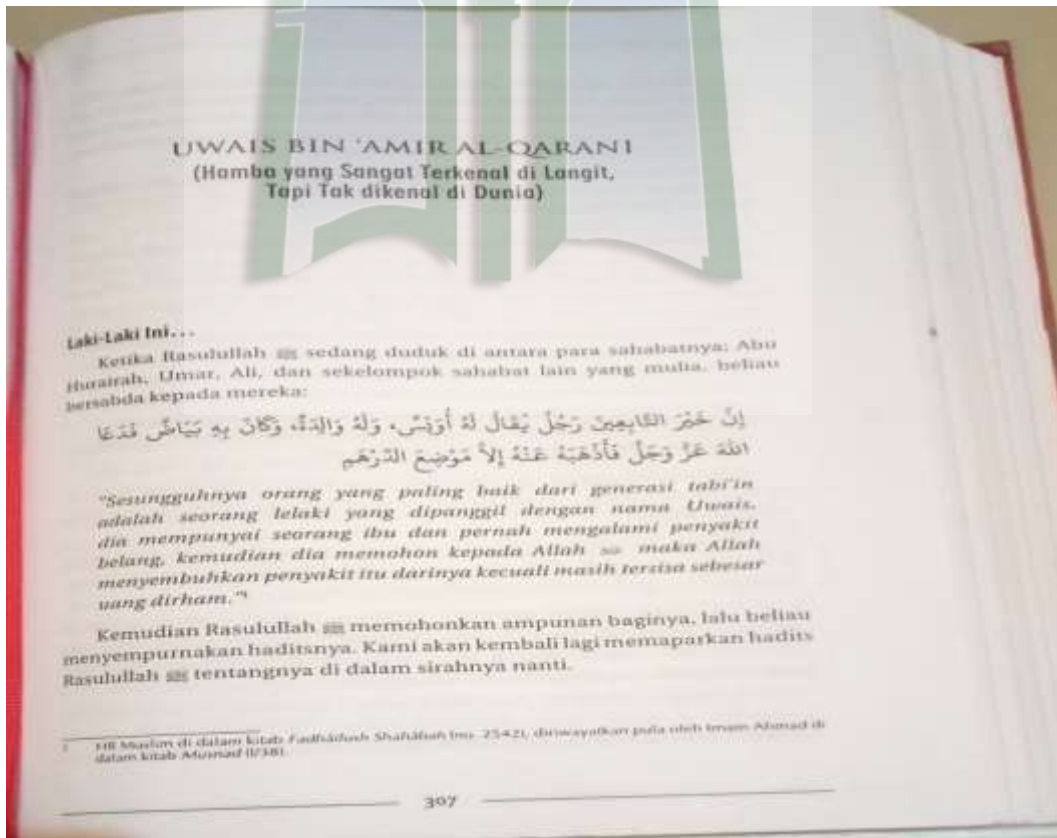 UWAIS BIN 'AMIR AL-QARANI
(Hamba yang Sangat Terkenal di Langit,
Tapi Tak dikenal di Dunia)
Laki-Laki Ini...
Ketika Rasulullah ﷺ sedang duduk di antara para sahabatnya; Abu
Hurairah, Umar, Ali, dan sekelompok sahabat lain yang mulia, beliau
bersabda kepada mereka:
إِنَّ خَيْرَ التَّابِعِينَ رَجُلٌ يُقَالُ لَهُ أُوَيْسٌ، وَلَهُ وَالِدَةٌ، وَكَانَ بِهِ بَيَاضٌ فَدَعَا
اللهَ عَزَّ وَجَلَّ فَأَذْهَبَهُ عَنْهُ إِلاَّ مَوْضِعَ الدِّرْهَمِ
"Sesungguhnya orang yang paling baik dari generasi tabi'in
adalah seorang lelaki yang dipanggil dengan nama Uwais,
dia mempunyai seorang ibu dan pernah mengalami penyakit
belang, kemudian dia memohon kepada Allah maka Allah
menyembuhkan penyakit itu darinya kecuali masih tersisa sebesar
uang dirham."¹
Kemudian Rasulullah ﷺ memohonkan ampunan baginya, lalu beliau
menyempurnakan haditsnya. Kami akan kembali lagi memaparkan hadits
Rasulullah ﷺ tentangnya di dalam sirahnya nanti.
1 HR Muslim di dalam kitab Fadhâilush Shahâbah (no. 2542), diriwayatkan pula oleh Imam Ahmad di
dalam kitab Musnad (I/38).
307